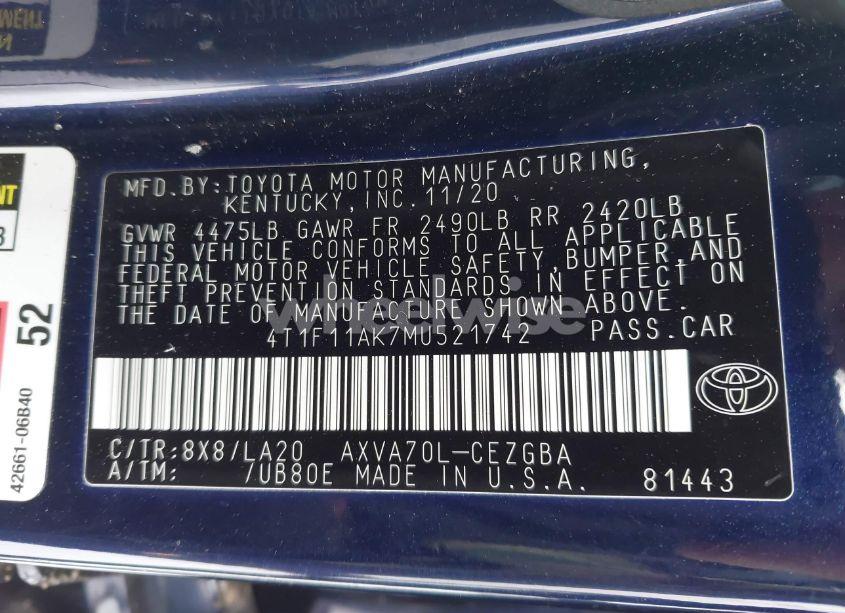 MFD. BY: TOYOTA MOTOR MANUFACTURING,
KENTUCKY, INC. 11/20
GVWR 4475LB GAWR FR 2490LB RR 2420LB
THIS VEHICLE CONFORMS TO ALL APPLICABLE
FEDERAL MOTOR VEHICLE SAFETY, BUMPER, AND
THEFT PREVENTION STANDARDS IN EFFECT ON
THE DATE OF MANUFACTURE SHOWN ABOVE.
4T1F11AK7MU521742 PASS. CAR
C/TR: 8X8/LA20 AXVA70L-CEZGBA
A/TM: 7UB80E MADE IN U.S.A. 81443
52
42661-06B40
wheelwise